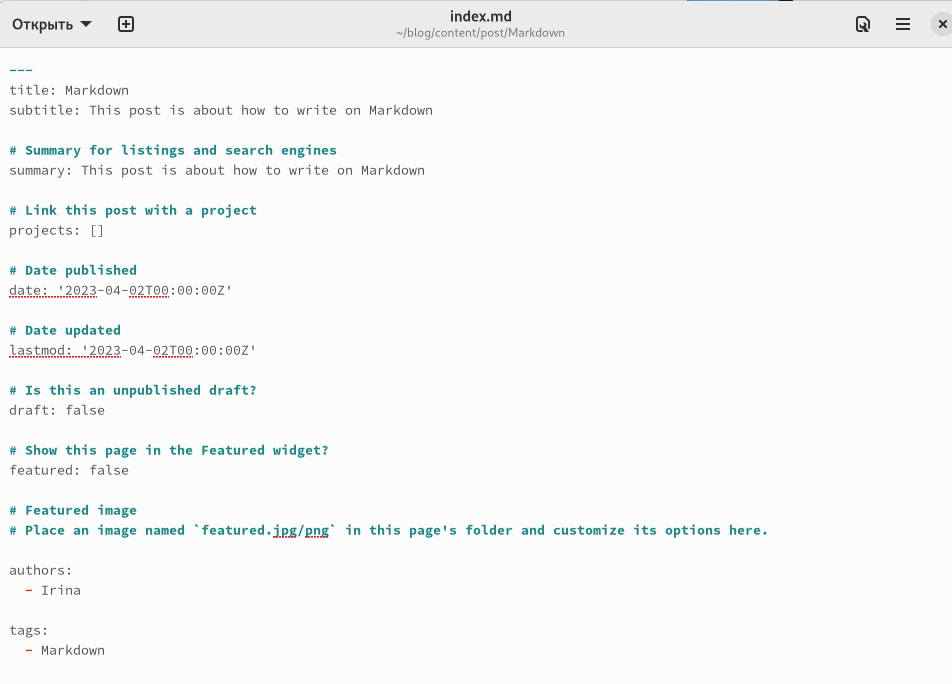 Открыть
index.md
~/blog/content/post/Markdown
---
title: Markdown
subtitle: This post is about how to write on Markdown
# Summary for listings and search engines
summary: This post is about how to write on Markdown
# Link this post with a project
projects: []
# Date published
date: '2023-04-02T00:00:00Z'
# Date updated
lastmod: '2023-04-02T00:00:00Z'
# Is this an unpublished draft?
draft: false
# Show this page in the Featured widget?
featured: false
# Featured image
# Place an image named `featured.jpg/png` in this page's folder and customize its options here.
authors:
  - Irina
tags:
  - Markdown